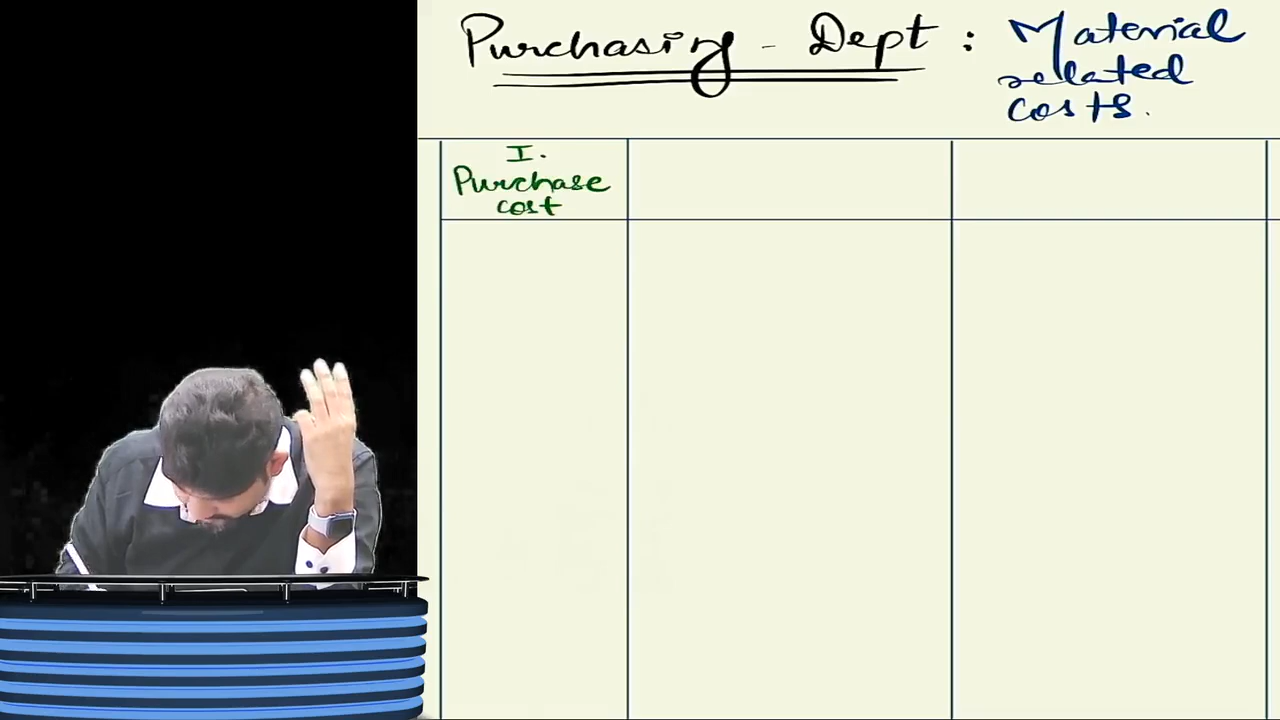 Purchasing - Dept : Material
related
costs.
I.
Purchase
cost